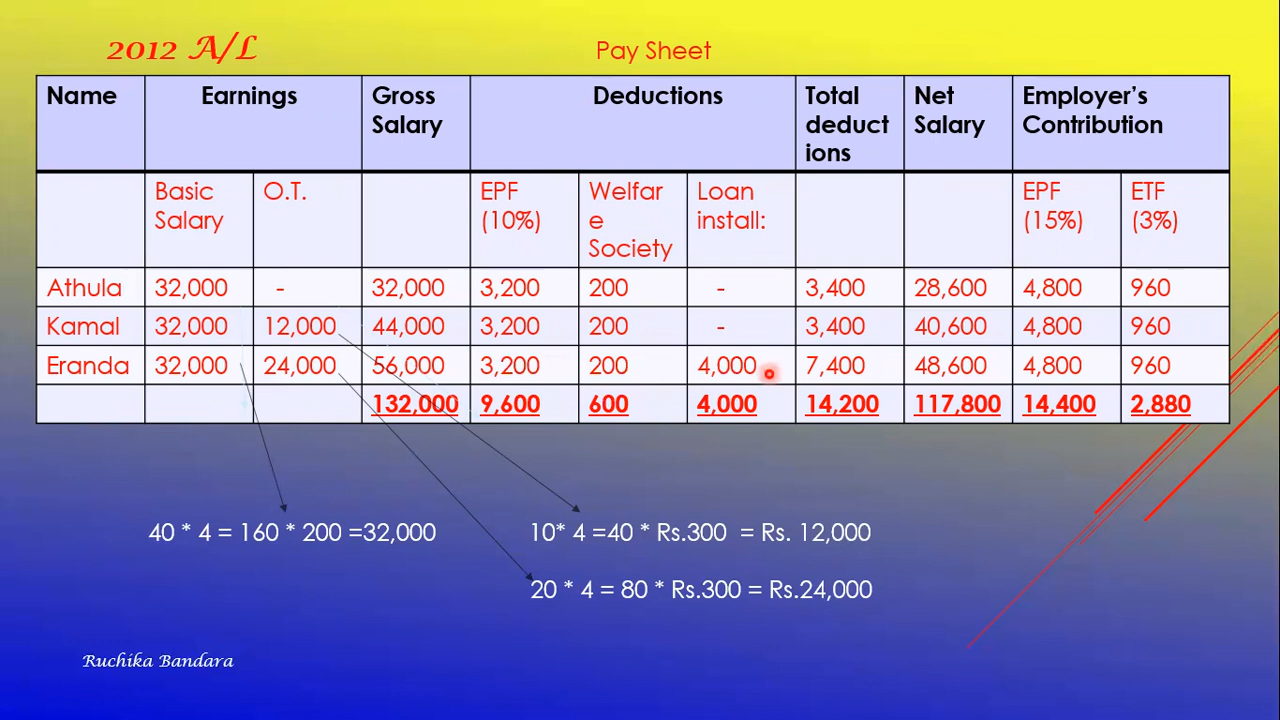 2012 A/L
Pay Sheet
Name Earnings Gross Salary Deductions Total deduct ions Net Salary Employer’s Contribution
Basic Salary O.T. EPF (10%) Welfar e Society Loan install: EPF (15%) ETF (3%)
Athula 32,000 - 32,000 3,200 200 - 3,400 28,600 4,800 960
Kamal 32,000 12,000 44,000 3,200 200 - 3,400 40,600 4,800 960
Eranda 32,000 24,000 56,000 3,200 200 4,000 7,400 48,600 4,800 960
132,000 9,600 600 4,000 14,200 117,800 14,400 2,880
40 * 4 = 160 * 200 =32,000
10* 4 =40 * Rs.300 = Rs. 12,000
20 * 4 = 80 * Rs.300 = Rs.24,000
Ruchika Bandara